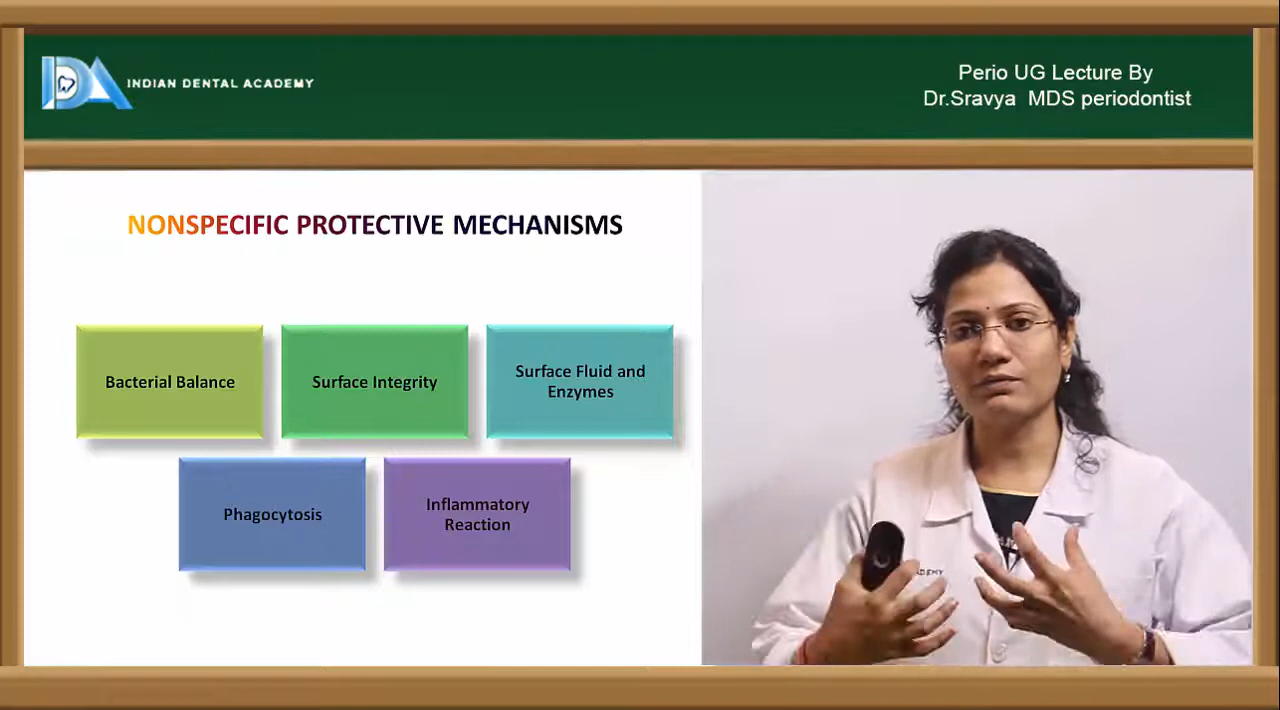 IDA
INDIAN DENTAL ACADEMY
Perio UG Lecture By
Dr.Sravya MDS periodontist
NONSPECIFIC PROTECTIVE MECHANISMS
Bacterial Balance
Surface Integrity
Surface Fluid and
Enzymes
Phagocytosis
Inflammatory
Reaction